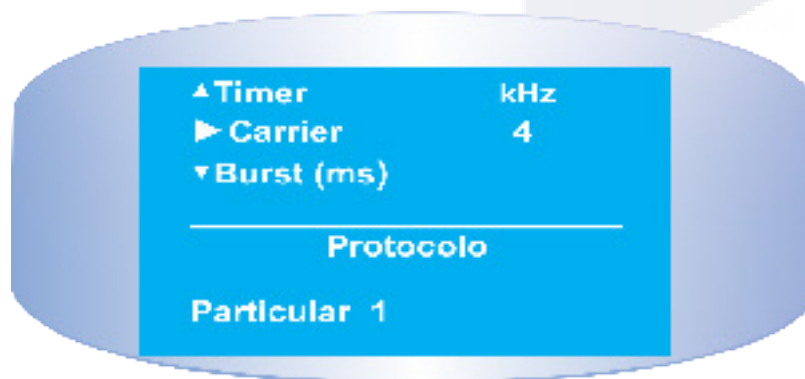 ▲Timer kHz
►Carrier 4
▼Burst (ms)
Protocolo
Particular 1